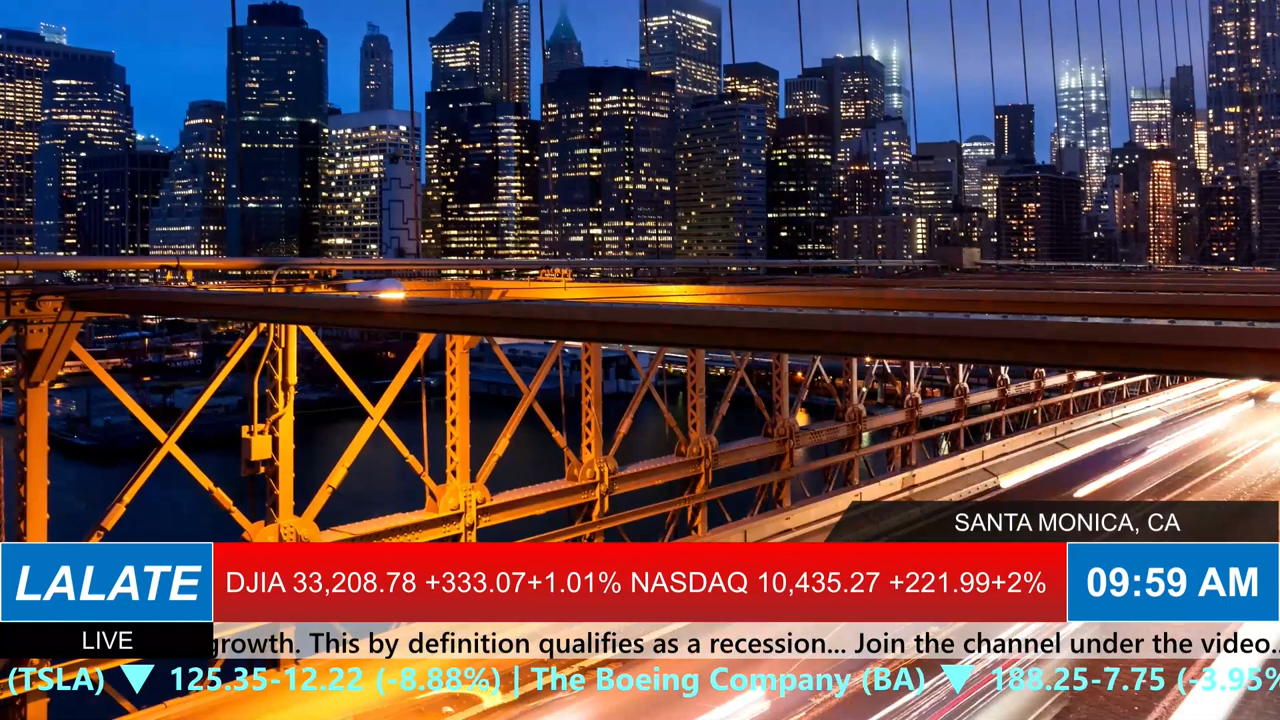 SANTA MONICA, CA
LALATE
DJIA 33,208.78 +333.07+1.01% NASDAQ 10,435.27 +221.99+2%
09:59 AM
LIVE
growth. This by definition qualifies as a recession... Join the channel under the video..
(TSLA) ▼ 125.35-12.22 (-8.88%) | The Boeing Company (BA) ▼ 188.25-7.75 (-3.95%